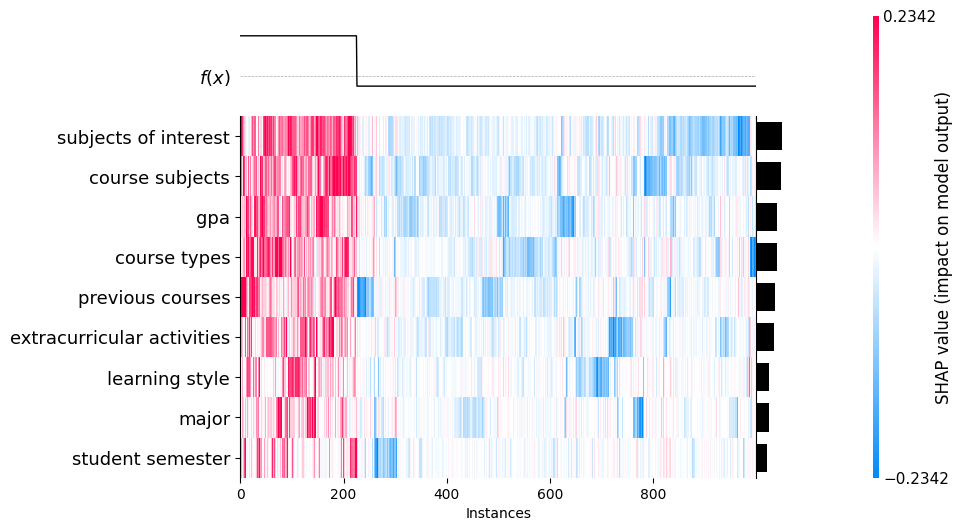 0.2342
f(x)
subjects of interest
course subjects
gpa
course types
previous courses
extracurricular activities
learning style
major
student semester
0 200 400 600 800
Instances
−0.2342
SHAP value (impact on model output)